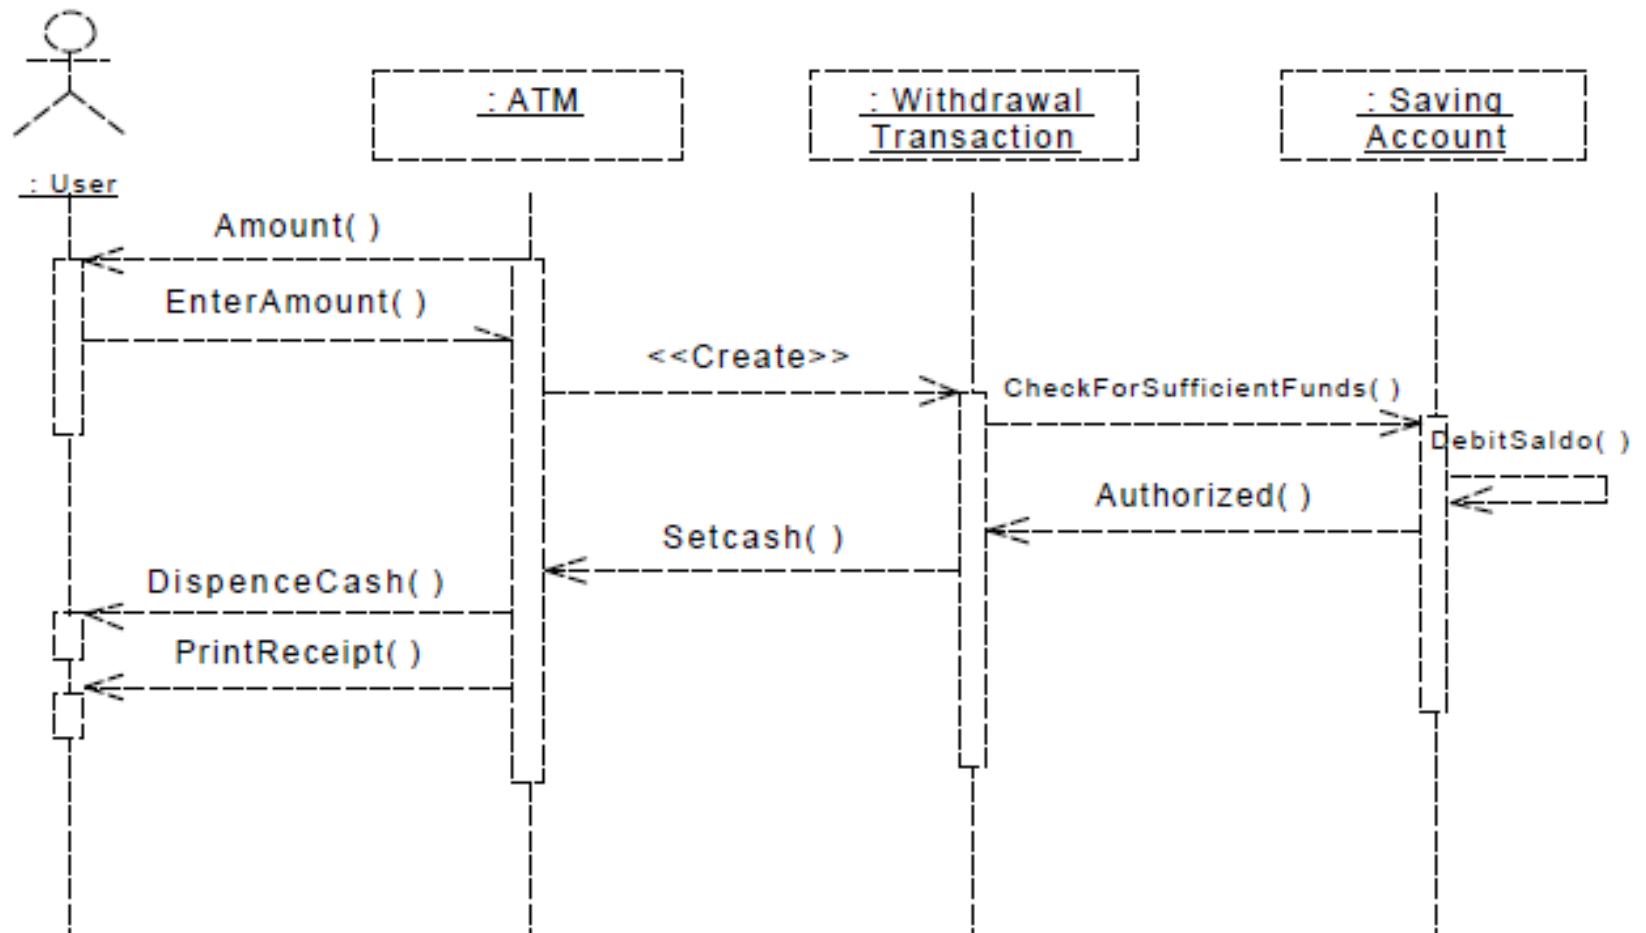 : ATM
: Withdrawal
Transaction
: Saving
Account
: User
Amount( )
EnterAmount( )
<<Create>>
CheckForSufficientFunds( )
DebitSaldo( )
Authorized( )
Setcash( )
DispenceCash( )
PrintReceipt( )